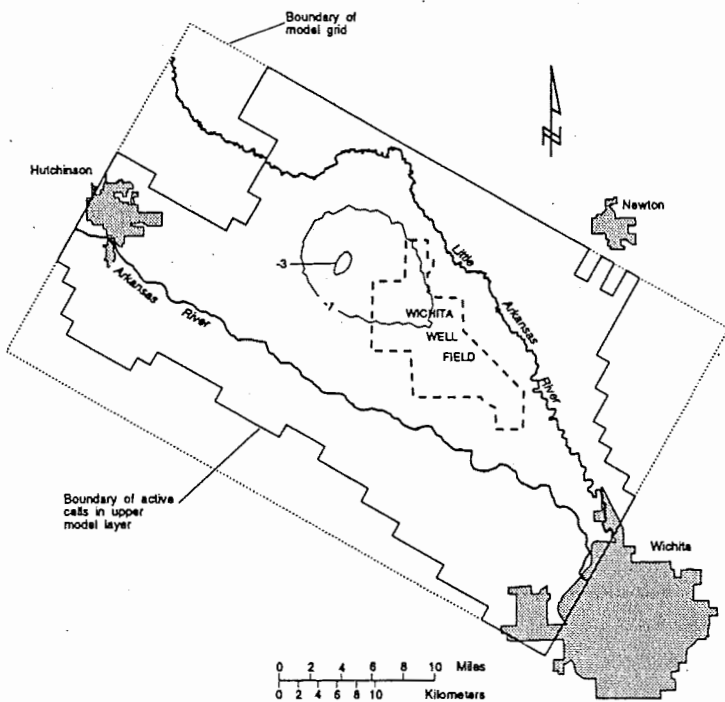 Boundary of
model grid
N
Hutchinson
Newton
Little
Arkansas
River
-3
-1
Arkansas
River
WICHITA
WELL
FIELD
Boundary of active
cells in upper
model layer
Wichita
0 2 4 6 8 10 Miles
0 2 4 6 8 10 Kilometers